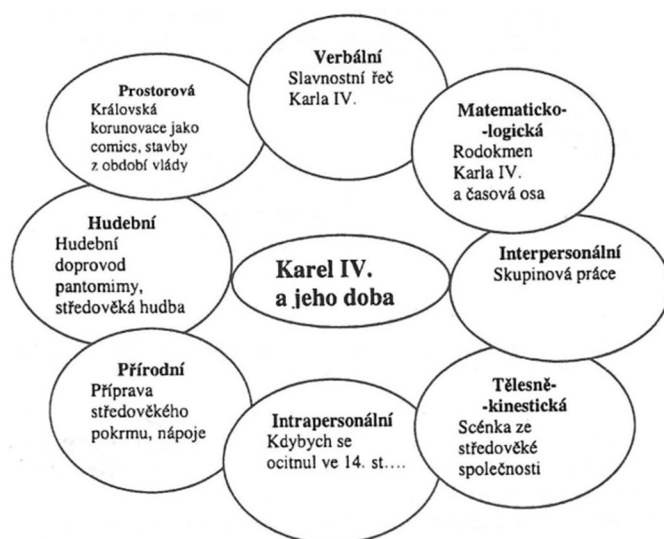 Verbální
Slavnostní řeč
Karla IV.
Prostorová
Královská
korunovace jako
comics, stavby
z období vlády
Matematicko-
-logická
Rodokmen
Karla IV.
a časová osa
Hudební
Hudební
doprovod
pantomimy,
středověká hudba
Karel IV.
a jeho doba
Interpersonální
Skupinová práce
Přírodní
Příprava
středověkého
pokrmu, nápoje
Intrapersonální
Kdybych se
ocitnul ve 14. st….
Tělesně-
-kinestická
Scénka ze
středověké
společnosti